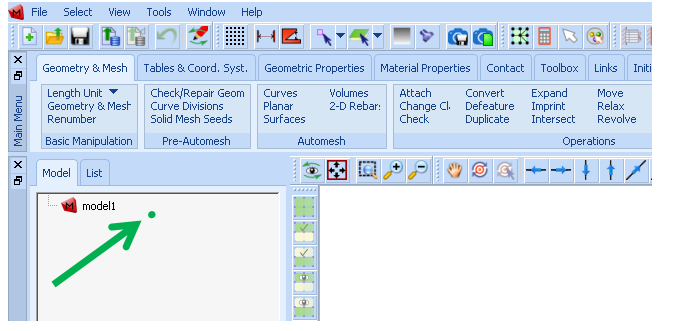 File Select View Tools Window Help
Geometry & Mesh Tables & Coord. Syst. Geometric Properties Material Properties Contact Toolbox Links Initi
Length Unit Check/Repair Geom Curves Volumes Attach Convert Expand Move
Geometry & Mesh Curve Divisions Planar 2-D Rebar: Change Cl Defeature Imprint Relax
Renumber Solid Mesh Seeds Surfaces Check Duplicate Intersect Revolve
Basic Manipulation Pre-Automesh Automesh Operations
Main Menu
Model List
model1